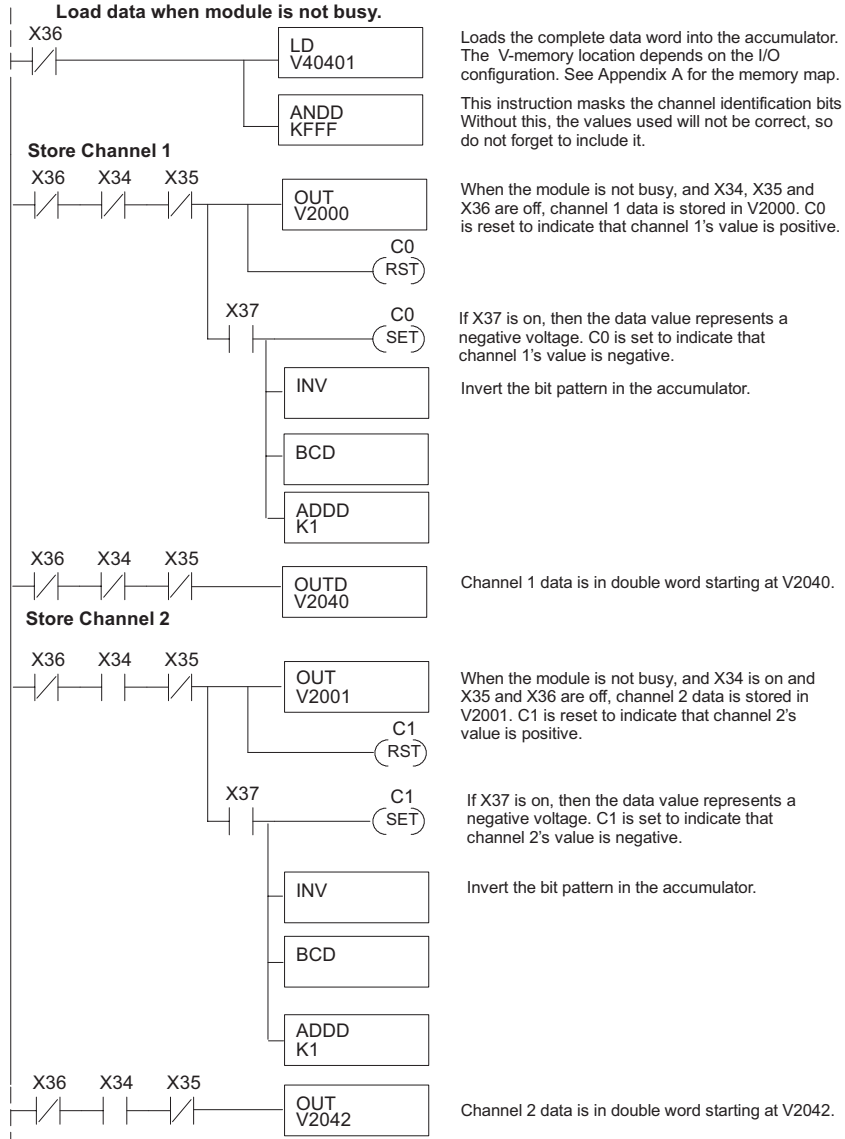 Load data when module is not busy.
X36
LD
V40401
Loads the complete data word into the accumulator.
The V-memory location depends on the I/O
configuration. See Appendix A for the memory map.
ANDD
KFFF
This instruction masks the channel identification bits
Without this, the values used will not be correct, so
do not forget to include it.
Store Channel 1
X36 X34 X35
OUT
V2000
When the module is not busy, and X34, X35 and
X36 are off, channel 1 data is stored in V2000. C0
is reset to indicate that channel 1's value is positive.
C0
RST
X37
C0
SET
If X37 is on, then the data value represents a
negative voltage. C0 is set to indicate that
channel 1's value is negative.
INV
Invert the bit pattern in the accumulator.
BCD
ADDD
K1
X36 X34 X35
OUTD
V2040
Channel 1 data is in double word starting at V2040.
Store Channel 2
X36 X34 X35
OUT
V2001
When the module is not busy, and X34 is on and
X35 and X36 are off, channel 2 data is stored in
V2001. C1 is reset to indicate that channel 2's
value is positive.
C1
RST
X37
C1
SET
If X37 is on, then the data value represents a
negative voltage. C1 is set to indicate that
channel 2's value is negative.
INV
Invert the bit pattern in the accumulator.
BCD
ADDD
K1
X36 X34 X35
OUT
V2042
Channel 2 data is in double word starting at V2042.